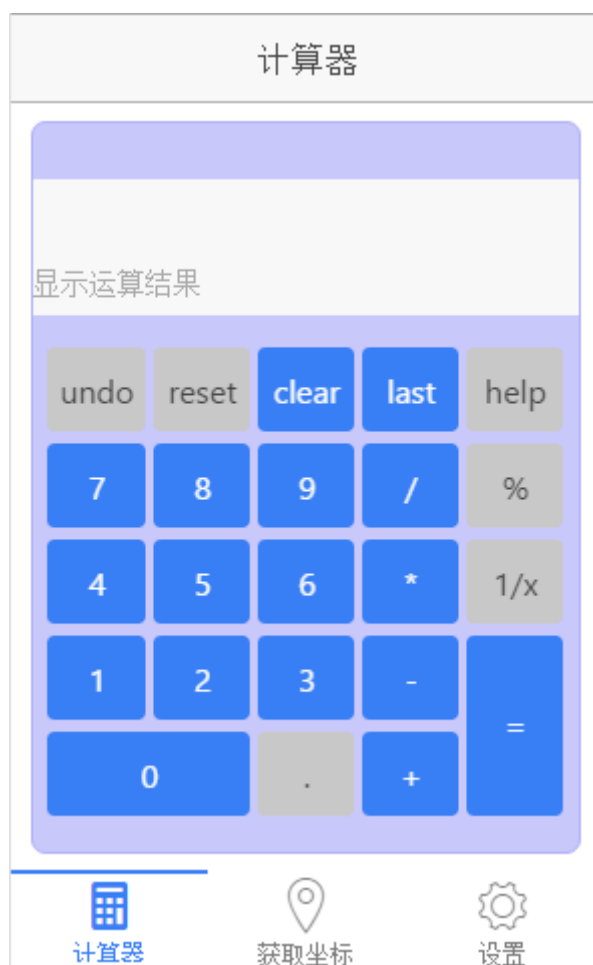 计算器
显示运算结果
undo reset clear last help
7 8 9 / %
4 5 6 * 1/x
1 2 3 - =
0 . +
计算器 获取坐标 设置